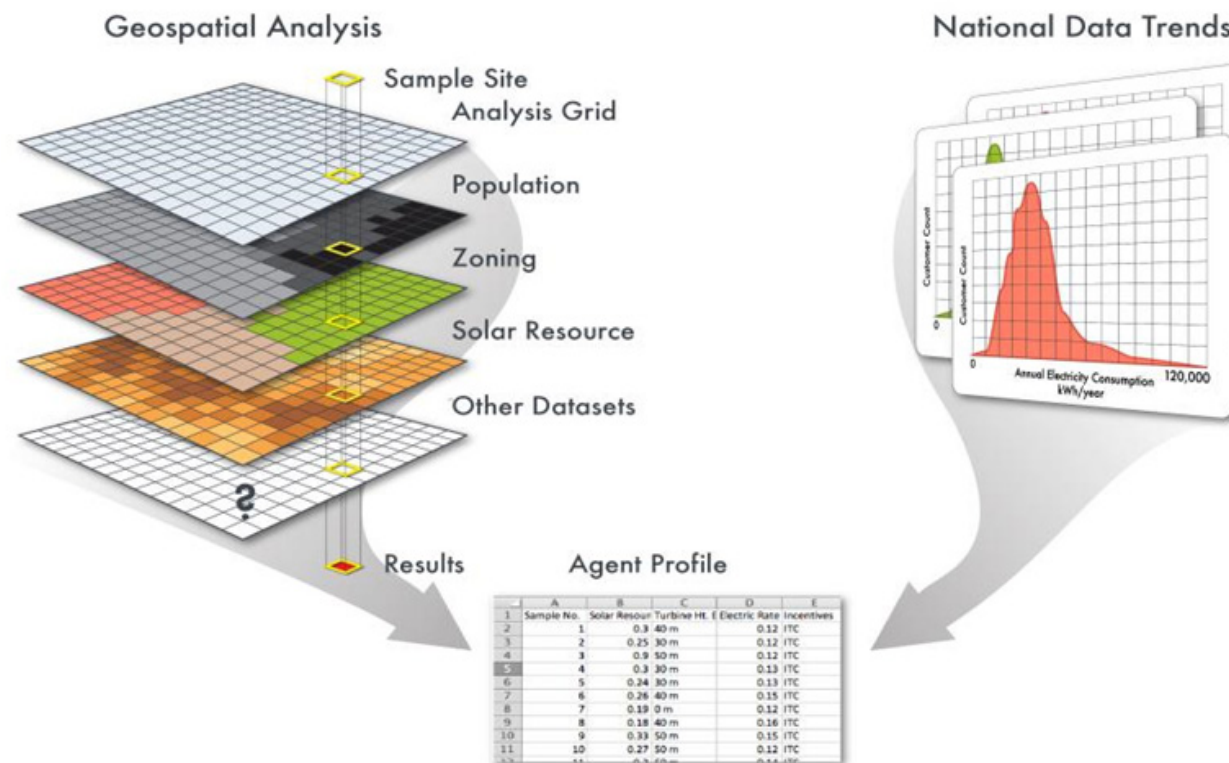 Geospatial Analysis
National Data Trends
Sample Site
Analysis Grid
Population
Zoning
Solar Resource
Other Datasets
?
Results
Customer Count
0
Customer Count
0
120,000
Annual Electricity Consumption
kWh/year
Agent Profile
A B C D E
1 Sample No. Solar Resour Turbine Ht. E Electric Rate Incentives
2 1 0.3 40 m 0.12 ITC
3 2 0.25 30 m 0.12 ITC
4 3 0.9 50 m 0.12 ITC
5 4 0.3 30 m 0.13 ITC
6 5 0.24 30 m 0.13 ITC
7 6 0.26 40 m 0.15 ITC
8 7 0.19 0 m 0.12 ITC
9 8 0.18 40 m 0.16 ITC
10 9 0.33 50 m 0.15 ITC
11 10 0.27 50 m 0.12 ITC